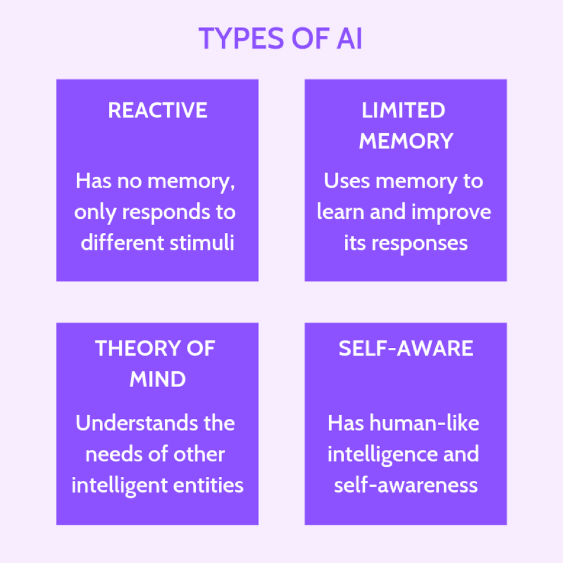 TYPES OF AI
REACTIVE
Has no memory,
only responds to
different stimuli
LIMITED
MEMORY
Uses memory to
learn and improve
its responses
THEORY OF
MIND
Understands the
needs of other
intelligent entities
SELF-AWARE
Has human-like
intelligence and
self-awareness